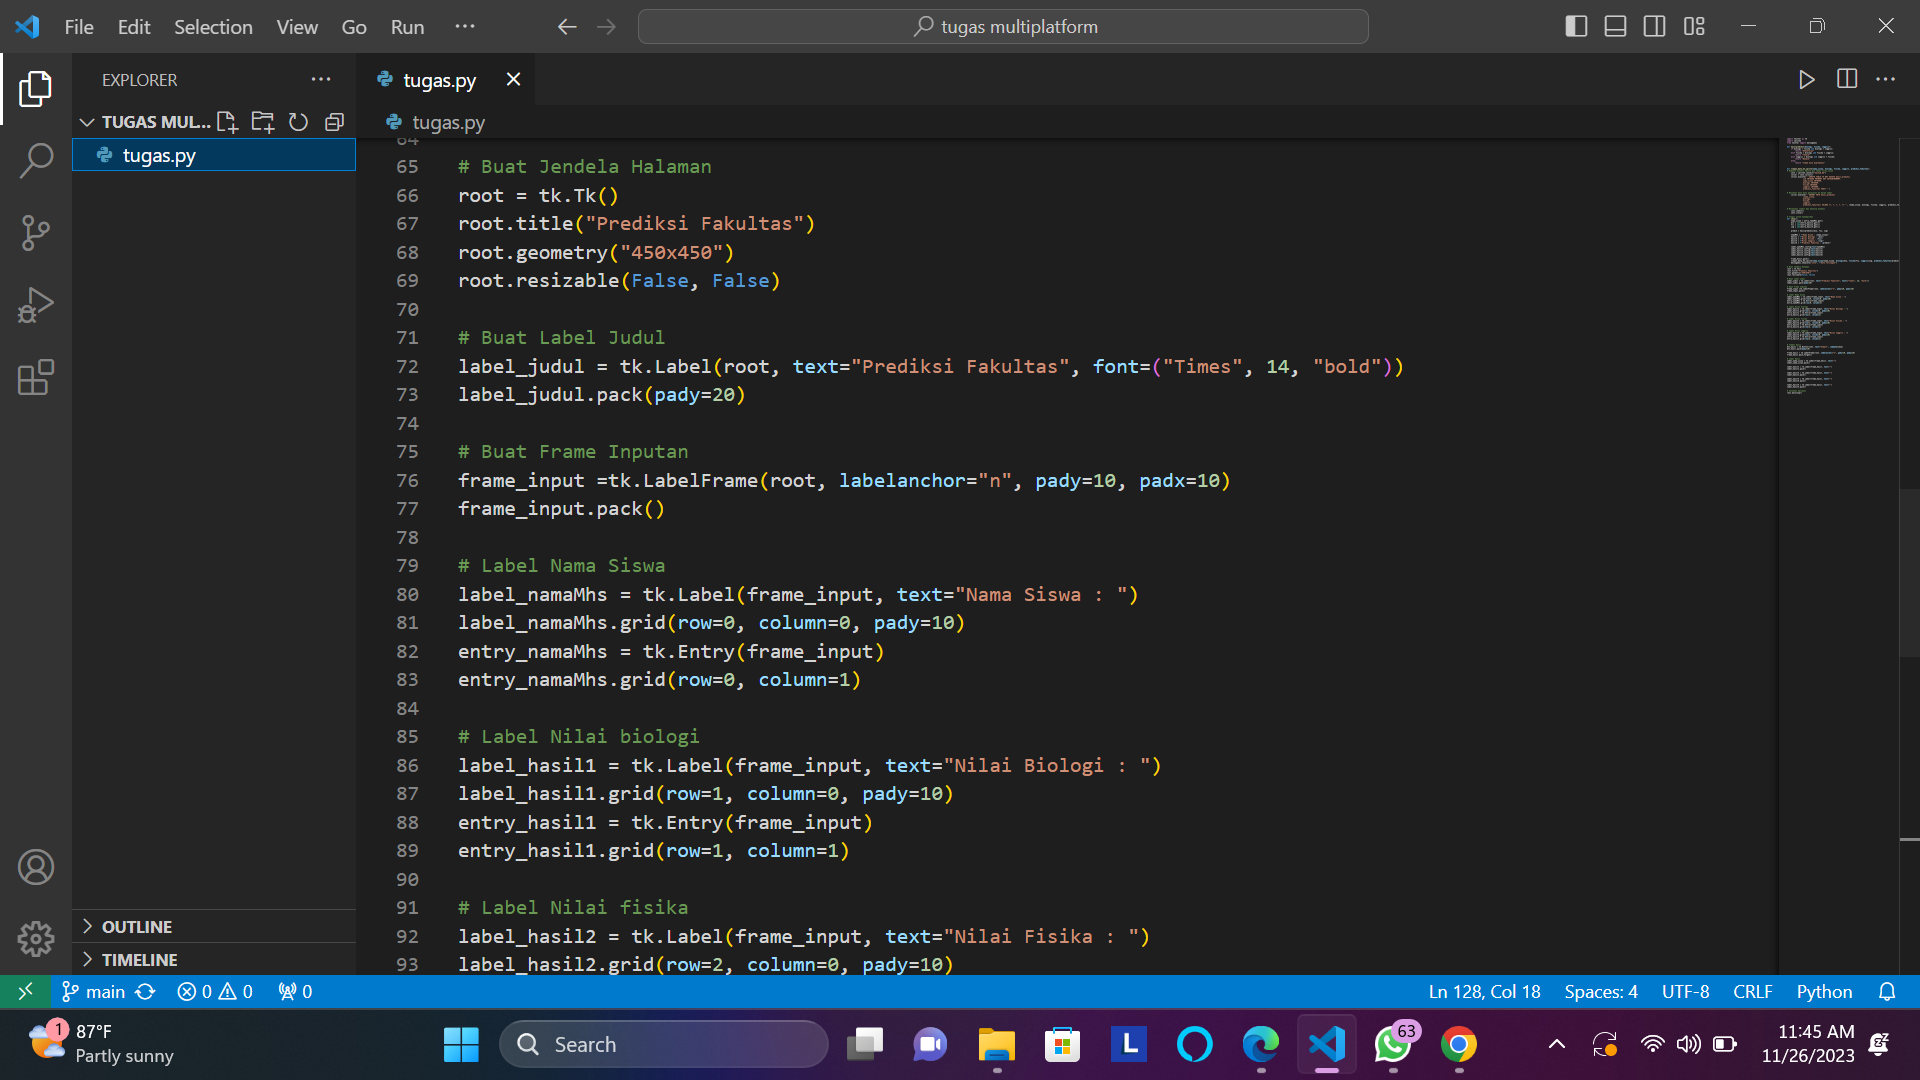 File Edit Selection View Go Run ···
tugas multiplatform
EXPLORER
TUGAS MUL...
tugas.py
OUTLINE
TIMELINE
tugas.py
tugas.py
64
65 # Buat Jendela Halaman
66 root = tk.Tk()
67 root.title("Prediksi Fakultas")
68 root.geometry("450x450")
69 root.resizable(False, False)
70
71 # Buat Label Judul
72 label_judul = tk.Label(root, text="Prediksi Fakultas", font=("Times", 14, "bold"))
73 label_judul.pack(pady=20)
74
75 # Buat Frame Inputan
76 frame_input =tk.LabelFrame(root, labelanchor="n", pady=10, padx=10)
77 frame_input.pack()
78
79 # Label Nama Siswa
80 label_namaMhs = tk.Label(frame_input, text="Nama Siswa : ")
81 label_namaMhs.grid(row=0, column=0, pady=10)
82 entry_namaMhs = tk.Entry(frame_input)
83 entry_namaMhs.grid(row=0, column=1)
84
85 # Label Nilai biologi
86 label_hasil1 = tk.Label(frame_input, text="Nilai Biologi : ")
87 label_hasil1.grid(row=1, column=0, pady=10)
88 entry_hasil1 = tk.Entry(frame_input)
89 entry_hasil1.grid(row=1, column=1)
90
91 # Label Nilai fisika
92 label_hasil2 = tk.Label(frame_input, text="Nilai Fisika : ")
93 label_hasil2.grid(row=2, column=0, pady=10)
main 0 0 0
Ln 128, Col 18 Spaces: 4 UTF-8 CRLF Python
1
87°F
Partly sunny
Search
L
63
11:45 AM
11/26/2023